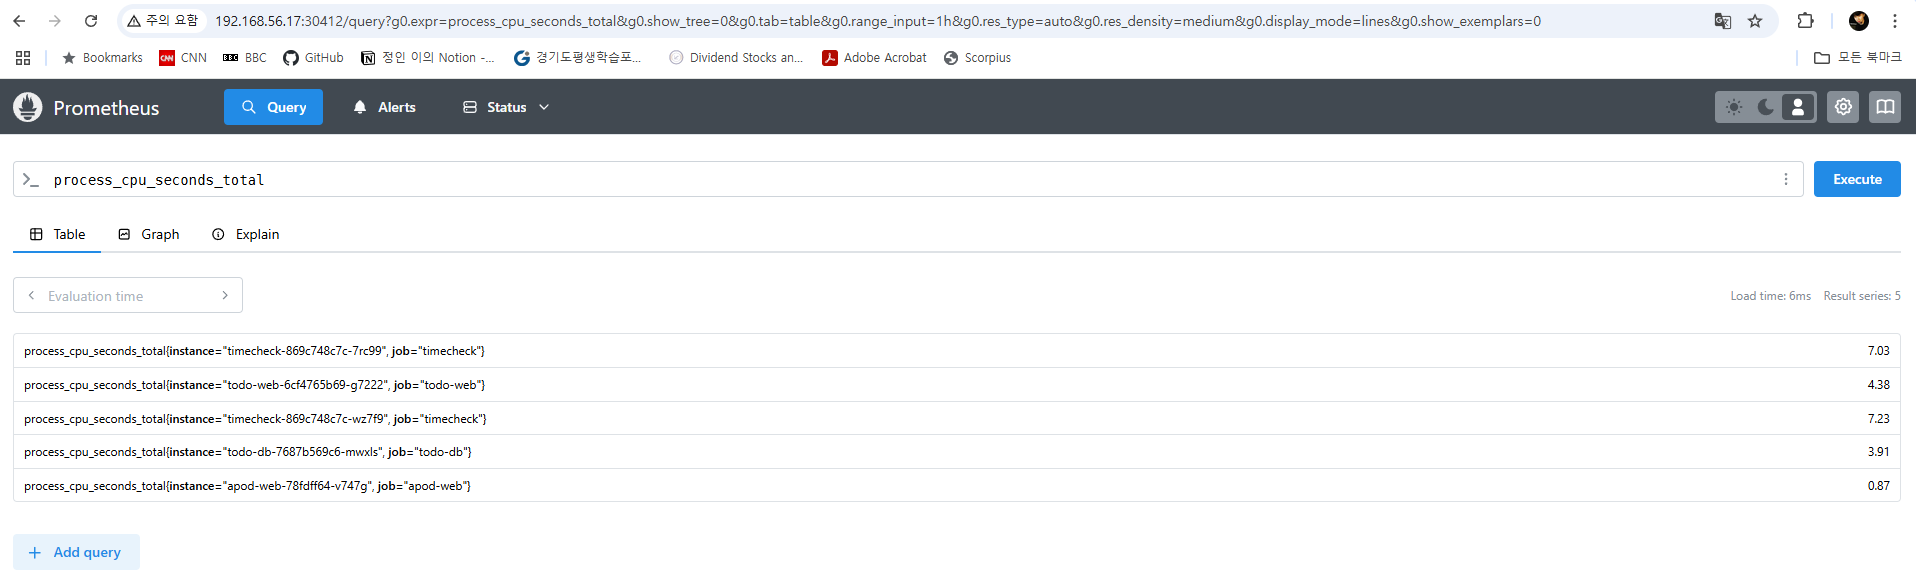 주의 요함 192.168.56.17:30412/query?g0.expr=process_cpu_seconds_total&g0.show_tree=0&g0.tab=table&g0.range_input=1h&g0.res_type=auto&g0.res_density=medium&g0.display_mode=lines&g0.show_exemplars=0
Bookmarks CNN CNN BBC BBC GitHub 정인 이의 Notion -... 경기도평생학습포... Dividend Stocks an... Adobe Acrobat Scorpius 모든 북마크
Prometheus Query Alerts Status
process_cpu_seconds_total Execute
Table Graph Explain
Evaluation time Load time: 6ms Result series: 5
process_cpu_seconds_total{instance="timecheck-869c748c7c-7rc99", job="timecheck"} 7.03
process_cpu_seconds_total{instance="todo-web-6cf4765b69-g7222", job="todo-web"} 4.38
process_cpu_seconds_total{instance="timecheck-869c748c7c-wz7f9", job="timecheck"} 7.23
process_cpu_seconds_total{instance="todo-db-7687b569c6-mwxls", job="todo-db"} 3.91
process_cpu_seconds_total{instance="apod-web-78fdff64-v747g", job="apod-web"} 0.87
+ Add query